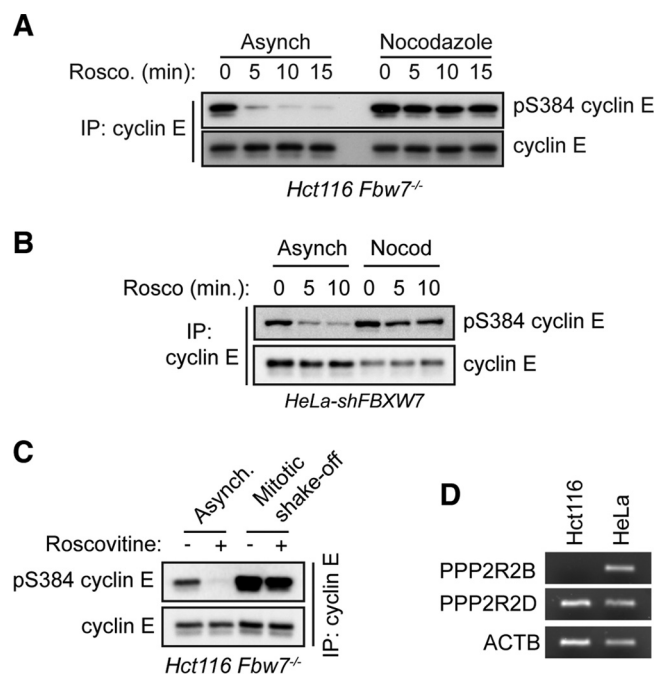 A
Asynch Nocodazole
Rosco. (min): 0 5 10 15 0 5 10 15
IP: cyclin E
pS384 cyclin E
cyclin E
Hct116 Fbw7-/-
B
Asynch Nocod
Rosco (min.): 0 5 10 0 5 10
IP:
cyclin E
pS384 cyclin E
cyclin E
HeLa-shFBXW7
C
Asynch.
Mitotic
shake-off
Roscovitine: - + - +
pS384 cyclin E
cyclin E
IP: cyclin E
Hct116 Fbw7-/-
D
Hct116
HeLa
PPP2R2B
PPP2R2D
ACTB